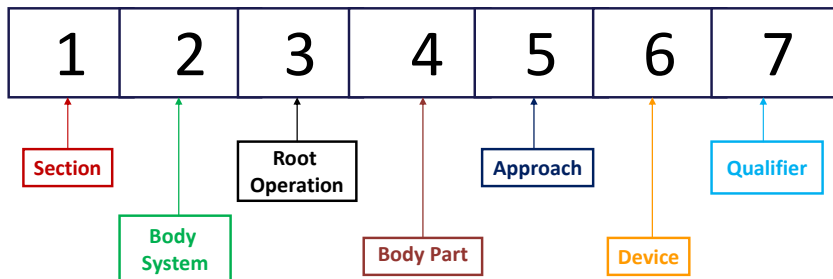 1 2 3 4 5 6 7
Section
Root
Operation
Approach
Qualifier
Body
System
Body Part
Device